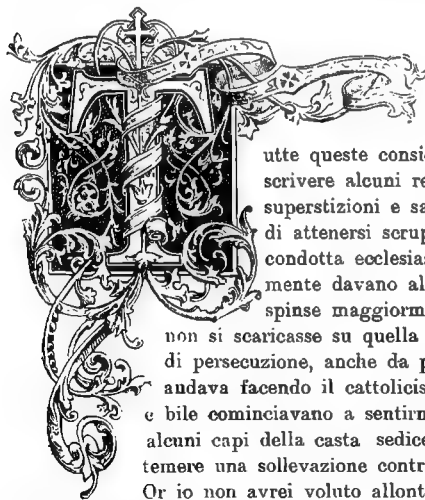 Tutte queste consi
scrivere alcuni re
superstizioni e sa
di attenersi scrup
condotta ecclesias
mente davano al
spinse maggiorm
non si scaricasse su quella
di persecuzione, anche da p
andava facendo il cattolicis
e bile cominciavano a sentirn
alcuni capi della casta sedice
temere una sollevazione contr
Or io non avrei voluto allont